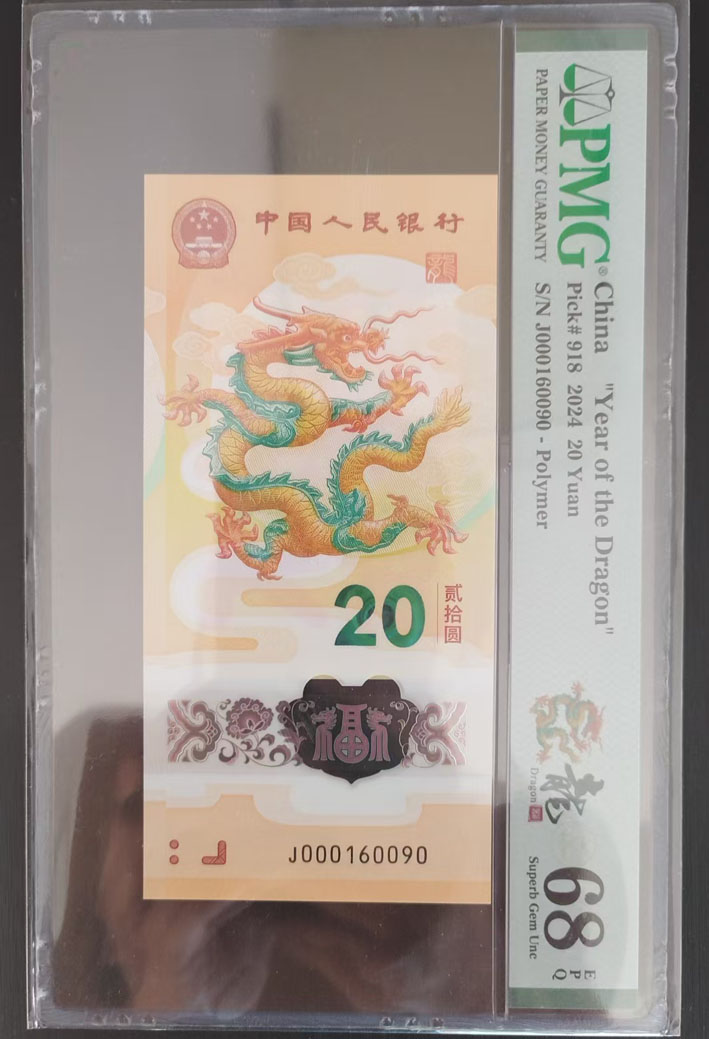 中国人民银行
20
贰拾圆
J000160090
PMG®
PAPER MONEY GUARANTY
China "Year of the Dragon"
Pick# 918 2024 20 Yuan
S/N J000160090 - Polymer
龍
Dragon
68
EPQ
Superb Gem Unc